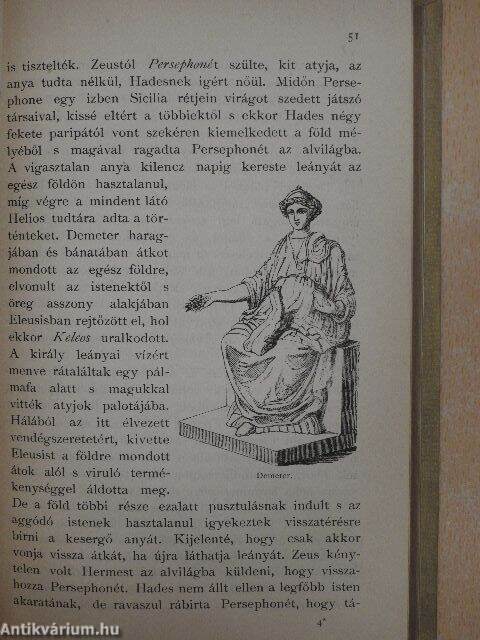 51
is tisztelték. Zeustól Persephonét szülte, kit atyja, az
anya tudta nélkül, Hadesnek igért nőül. Midőn Perse-
phone egy izben Sicilia rétjein virágot szedett játszó
társaival, kissé eltért a többiektől s ekkor Hades négy
fekete paripától vont szekéren kiemelkedett a föld mé-
lyéből s magával ragadta Persephonét az alvilágba.
A vigasztalan anya kilencz napig kereste leányát az
egész földön hasztalanul,
míg végre a mindent látó
Helios tudtára adta a tör-
ténteket. Demeter harag-
jában és bánatában átkot
mondott az egész földre,
elvonult az istenektől s
öreg asszony alakjában
Eleusisban rejtőzött el, hol
ekkor Keleos uralkodott.
A király leányai vizért
menve rátaláltak egy pál-
mafa alatt s magukkal
vitték atyjok palotájába.
Hálából az itt élvezett
vendégszeretetért, kivette
Eleusist a földre mondott
átok alól s viruló termé-
kenységgel áldotta meg.
Demeter.
De a föld többi része ezalatt pusztulásnak indult s az
aggódó istenek hasztalanul igyekeztek visszatérésre
birni a kesergő anyát. Kijelenté, hogy csak akkor
vonja vissza átkát, ha újra láthatja leányát. Zeus kény-
telen volt Hermest az alvilágba küldeni, hogy vissza-
hozza Persephonét. Hades nem állt ellen a legfőbb isten
akaratának, de ravaszul rábirta Persephonét, hogy tá-
4*
Antikvárium.hu